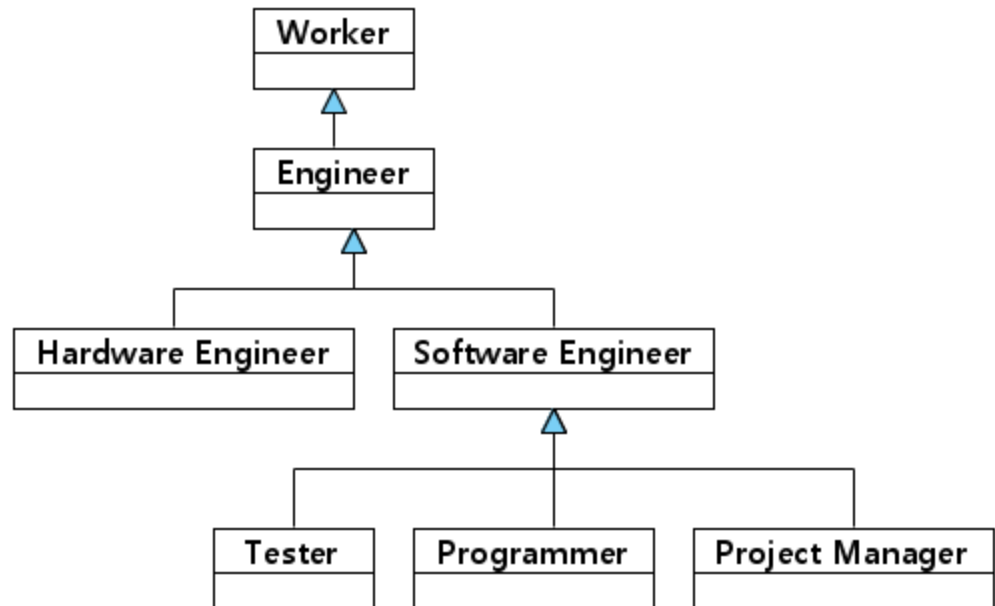 Worker
Engineer
Hardware Engineer
Software Engineer
Tester
Programmer
Project Manager